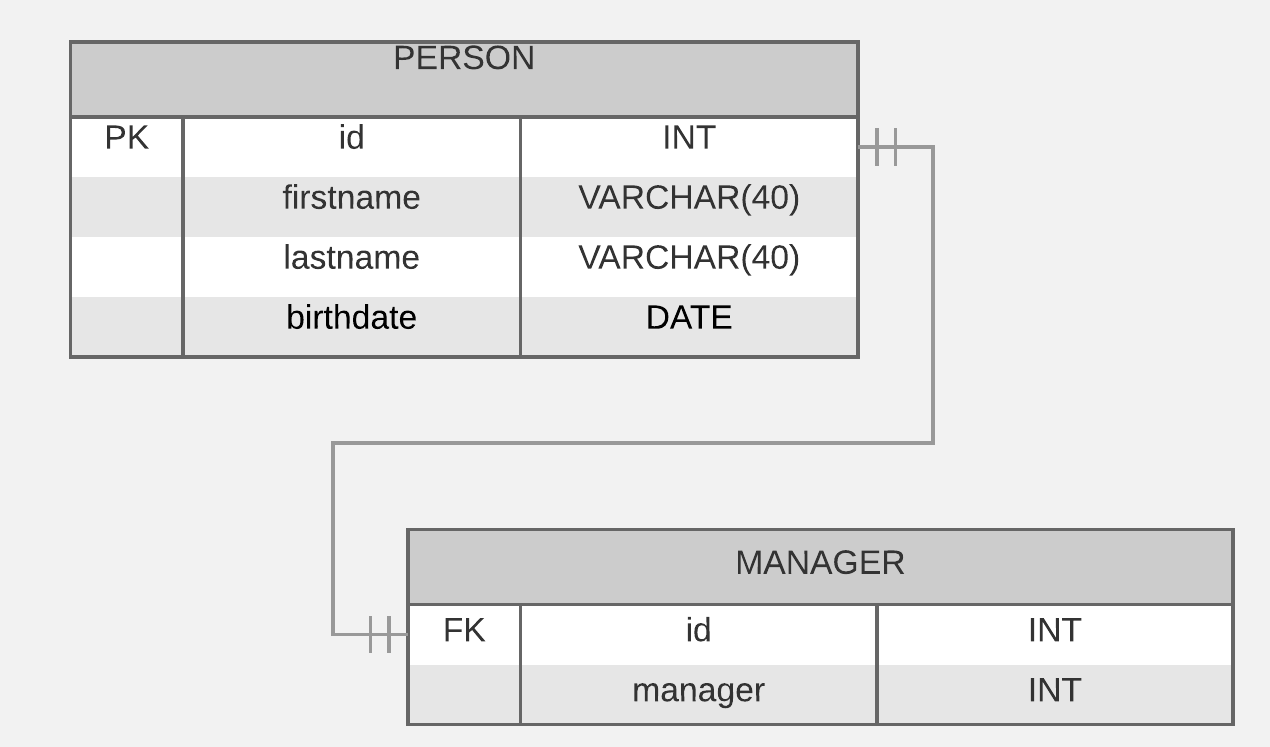 PERSON
PK id INT
firstname VARCHAR(40)
lastname VARCHAR(40)
birthdate DATE
MANAGER
FK id INT
manager INT